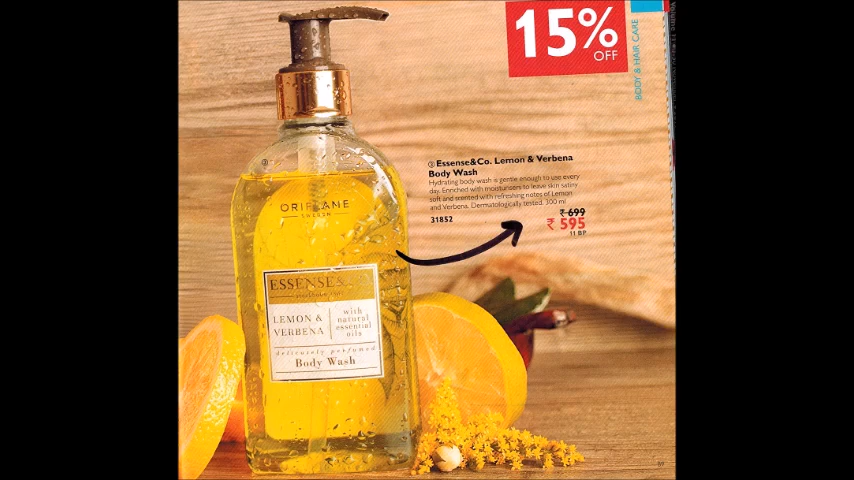 15%
OFF
BODY & HAIR CARE
ORIFLAME
SWEDEN
ESSENSE&
LEMON &
VERBENA
with
natural
essential
oils
delicately perfumed
Body Wash
③ Essense&Co. Lemon & Verbena
Body Wash
Hydrating body wash is gentle enough to use every
day. Enriched with moisturisers to leave skin satiny
soft and scented with refreshing notes of Lemon
and Verbena. Dermatologically tested. 300 ml
31852
₹ 699
₹ 595
11 BP